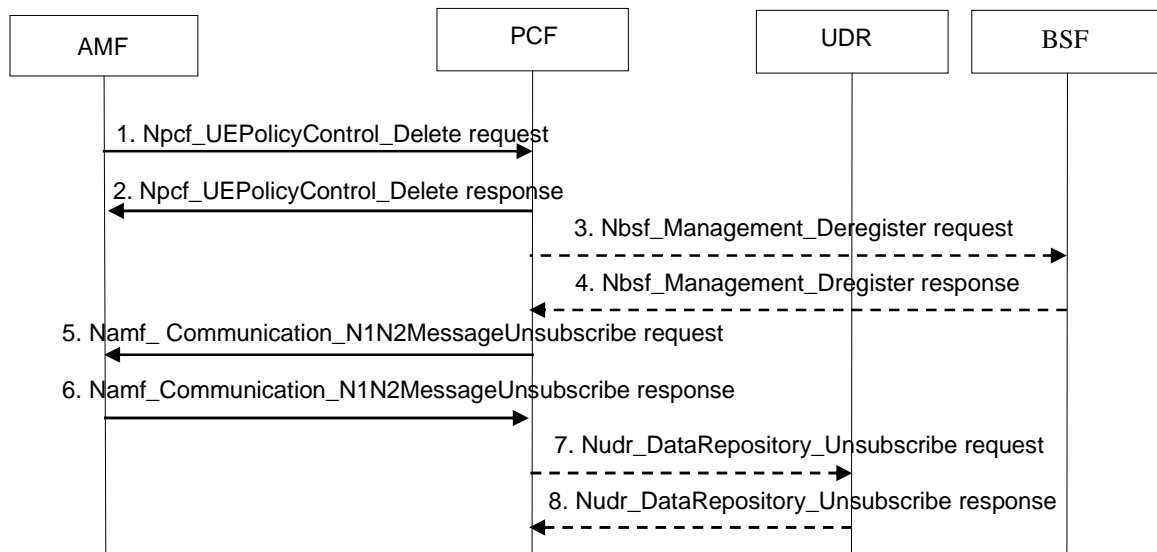 AMF
PCF
UDR
BSF
1. Npcf_UEPolicyControl_Delete request
2. Npcf_UEPolicyControl_Delete response
3. Nbsf_Management_Deregister request
4. Nbsf_Management_Dregister response
5. Namf_ Communication_N1N2MessageUnsubscribe request
6. Namf_Communication_N1N2MessageUnsubscribe response
7. Nudr_DataRepository_Unsubscribe request
8. Nudr_DataRepository_Unsubscribe response